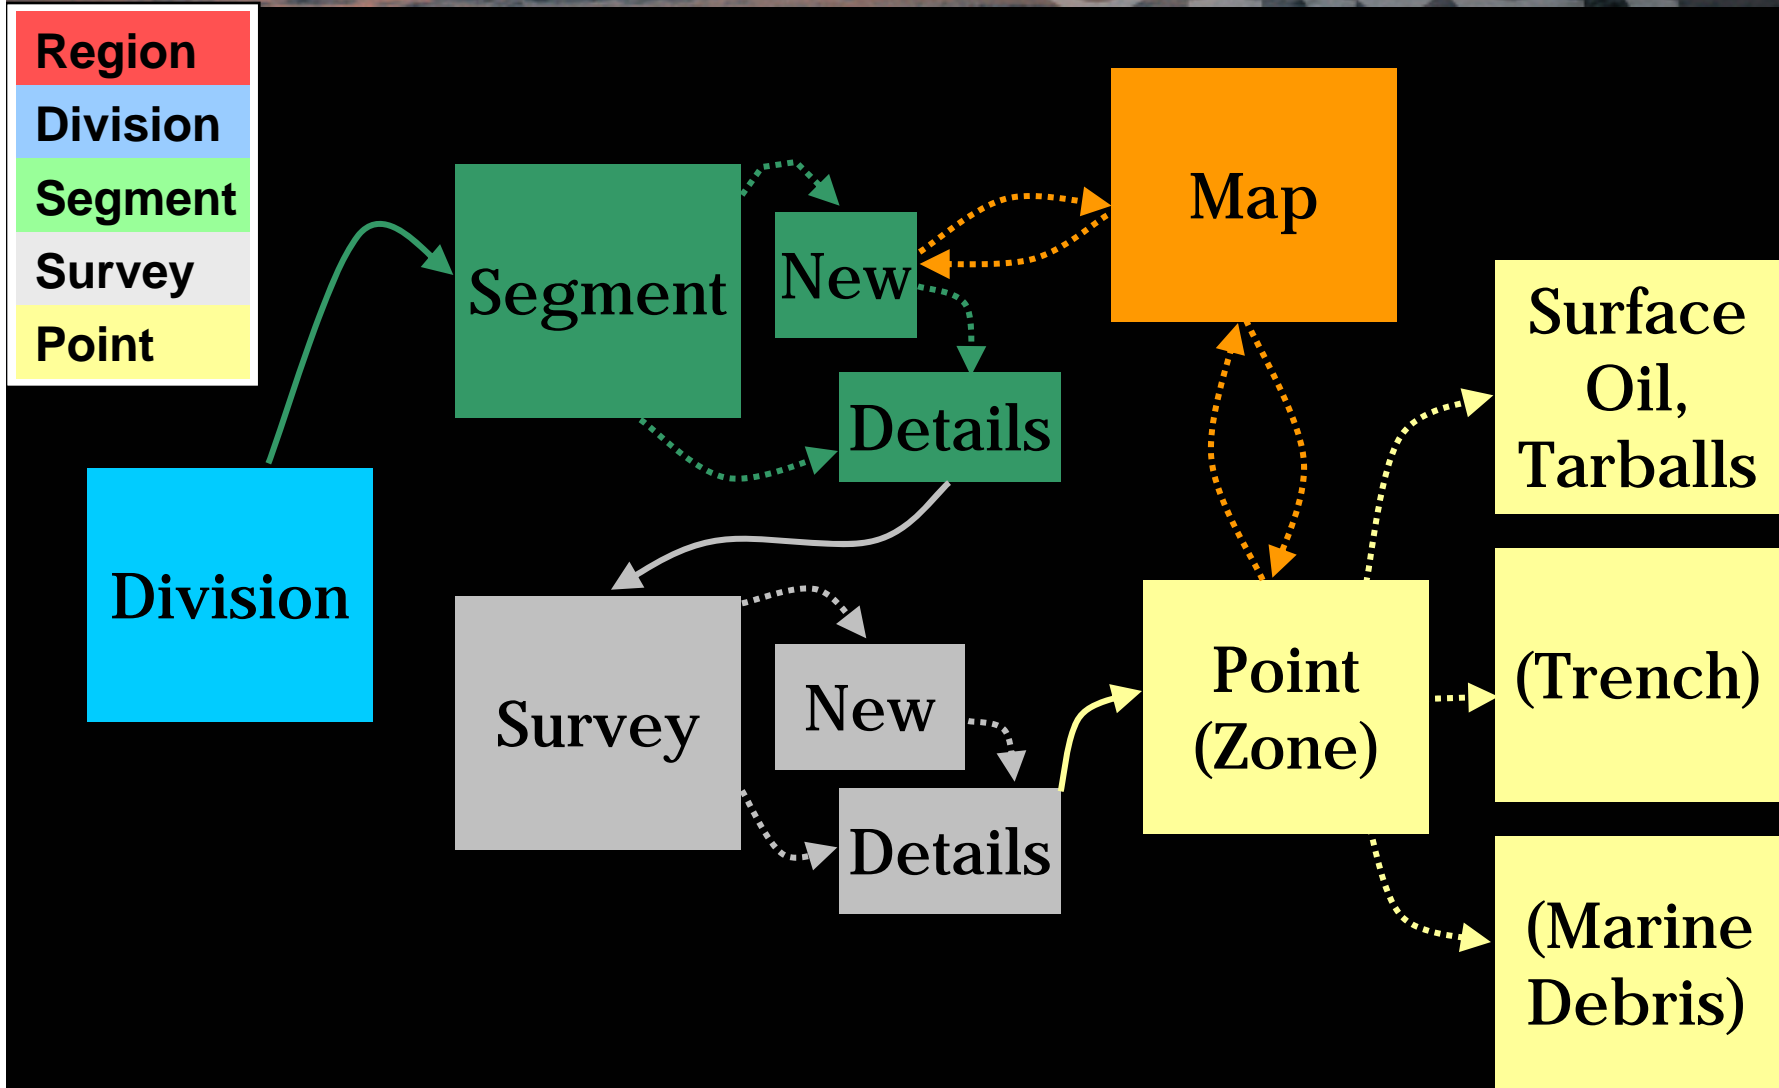 Region
Division
Segment
Survey
Point
Map
Segment
New
Details
Division
Survey
New
Details
Point
(Zone)
Surface
Oil,
Tarballs
(Trench)
(Marine
Debris)